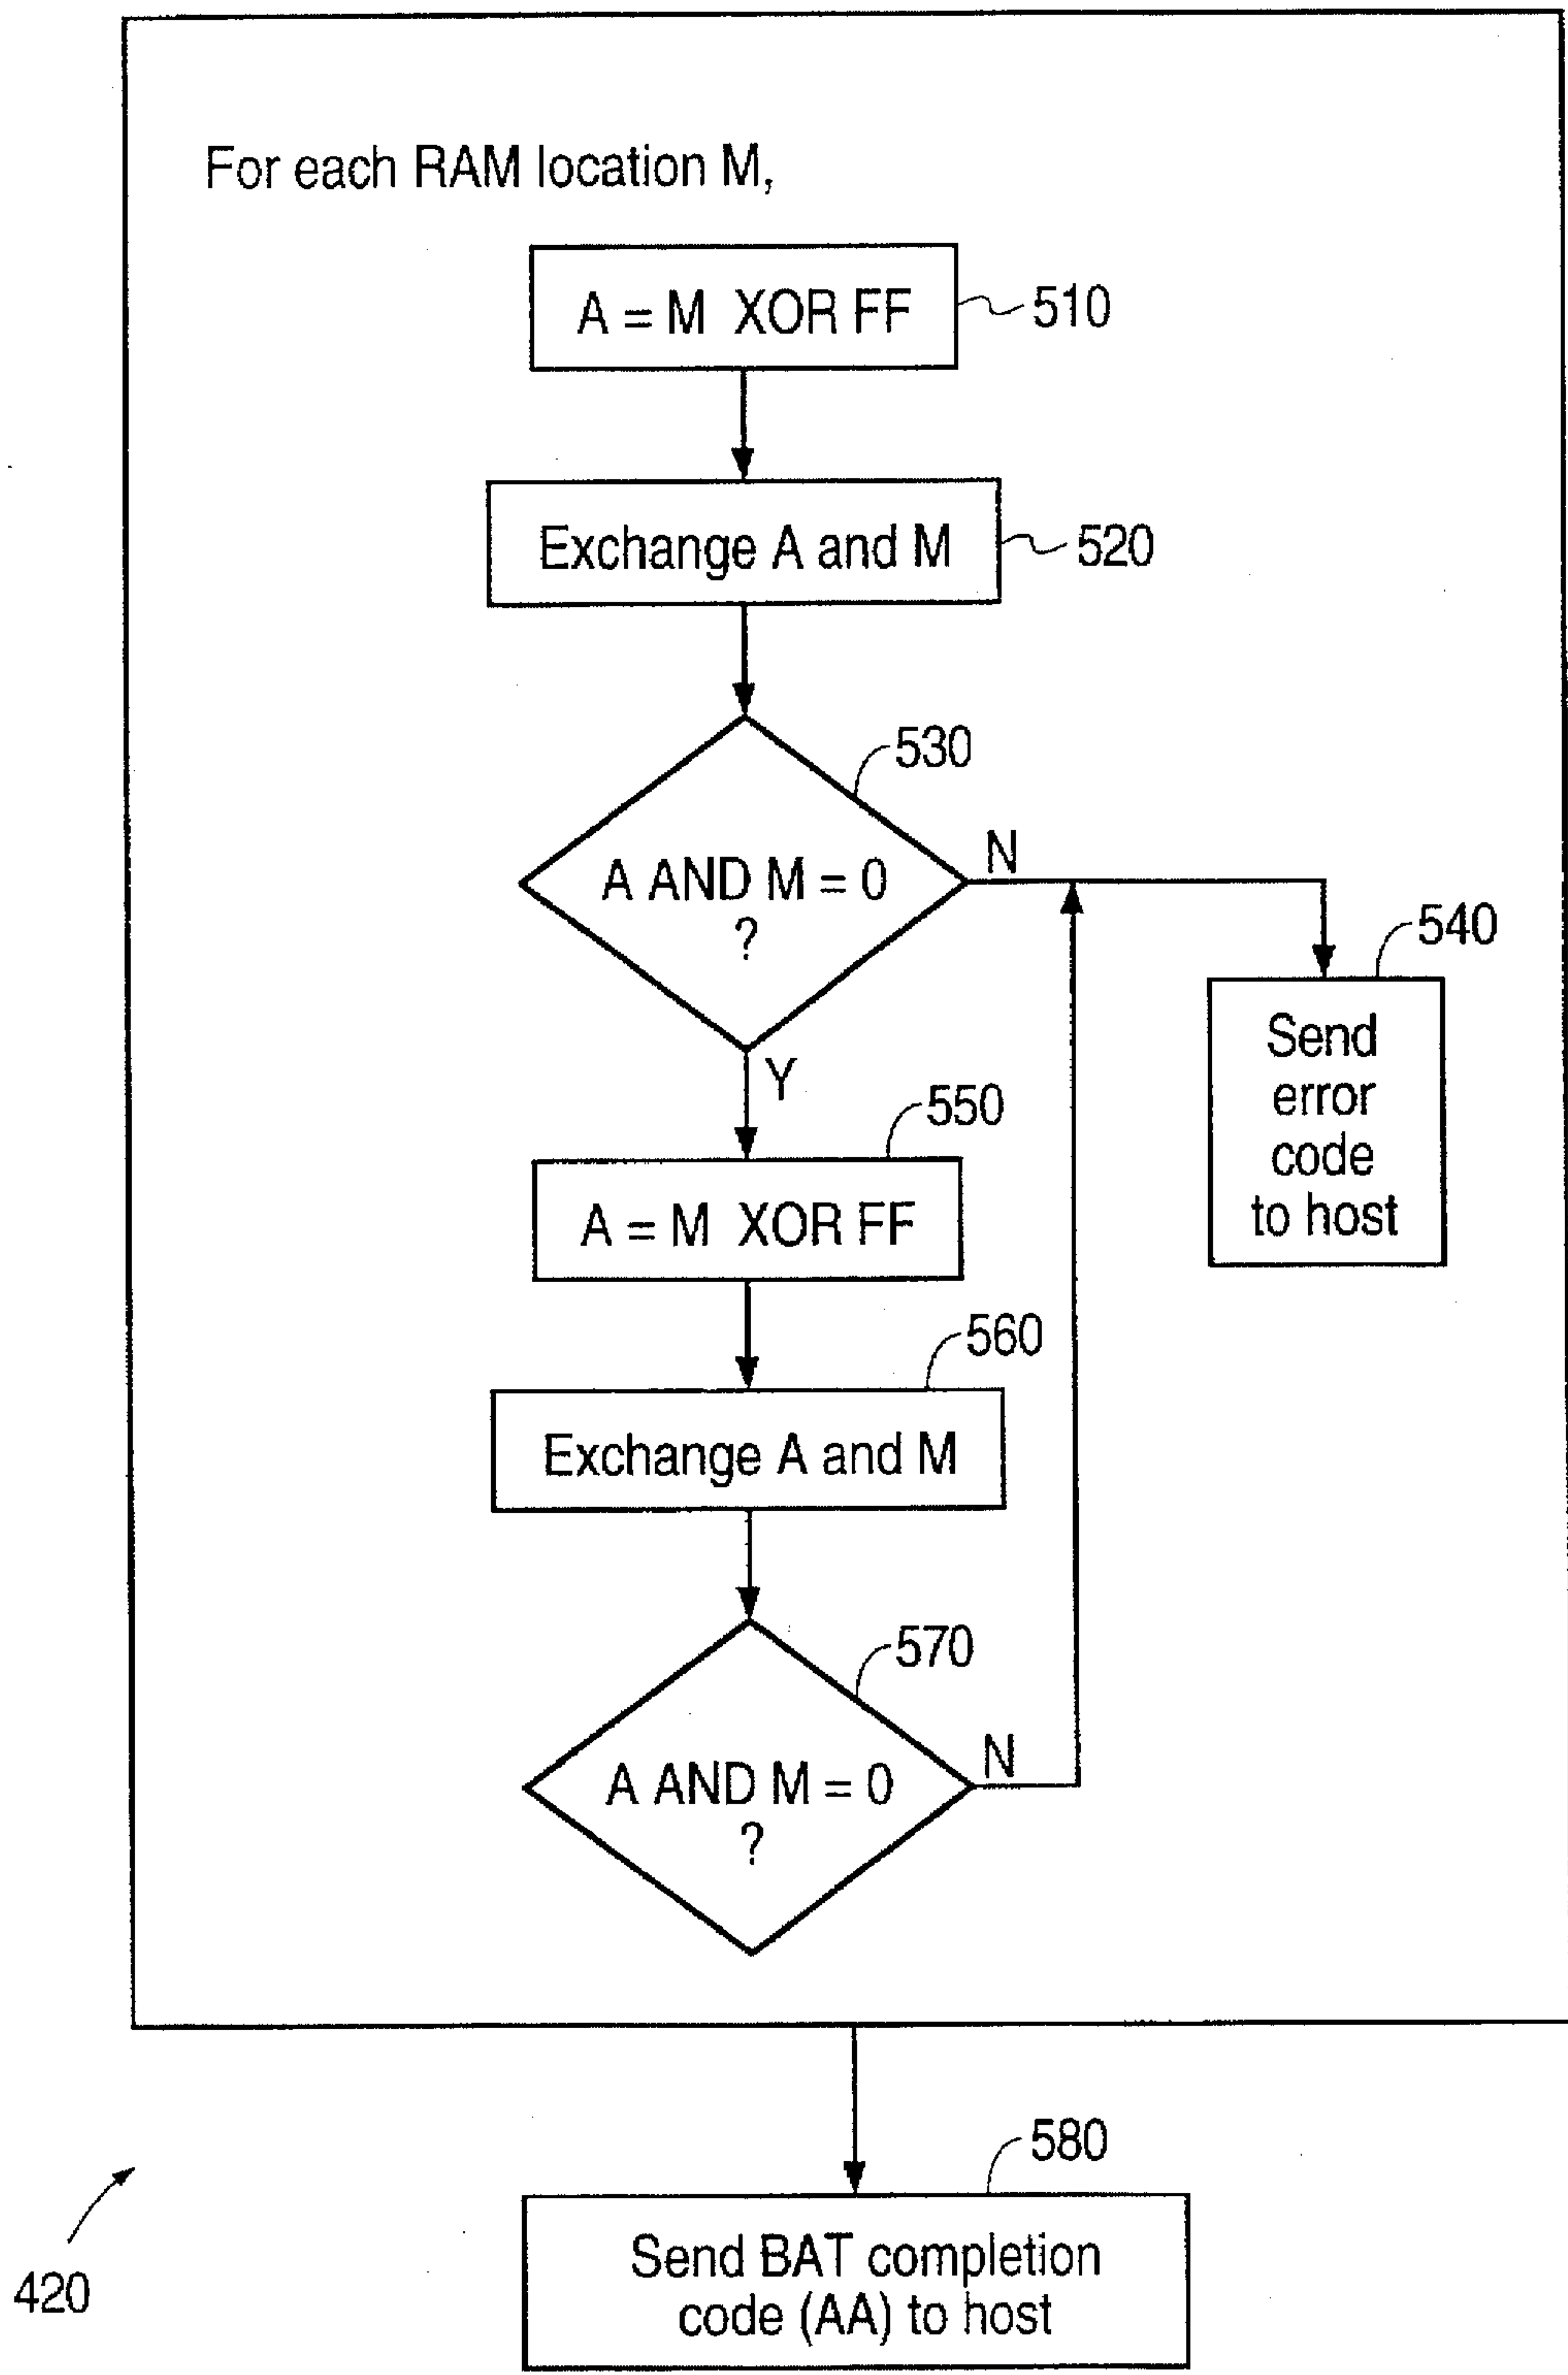 For each RAM location M,
A = M XOR FF
510
Exchange A and M
520
530
A AND M = 0
?
N
540
Send
error
code
to host
Y
550
A = M XOR FF
560
Exchange A and M
570
A AND M = 0
?
N
580
Send BAT completion
code (AA) to host
420